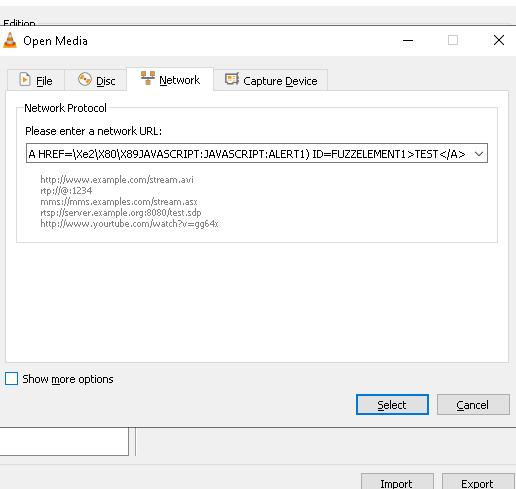 Edition
Open Media
File
Disc
Network
Capture Device
Network Protocol
Please enter a network URL:
A HREF=\Xe2\X80\X89JAVASCRIPT:JAVASCRIPT:ALERT1) ID=FUZZELEMENT1>TEST</A>
http://www.example.com/stream.avi
rtp://@:1234
mms://mms.examples.com/stream.asx
rtsp://server.example.org:8080/test.sdp
http://www.yourtube.com/watch?v=gg64x
Show more options
Select
Cancel
Import
Export